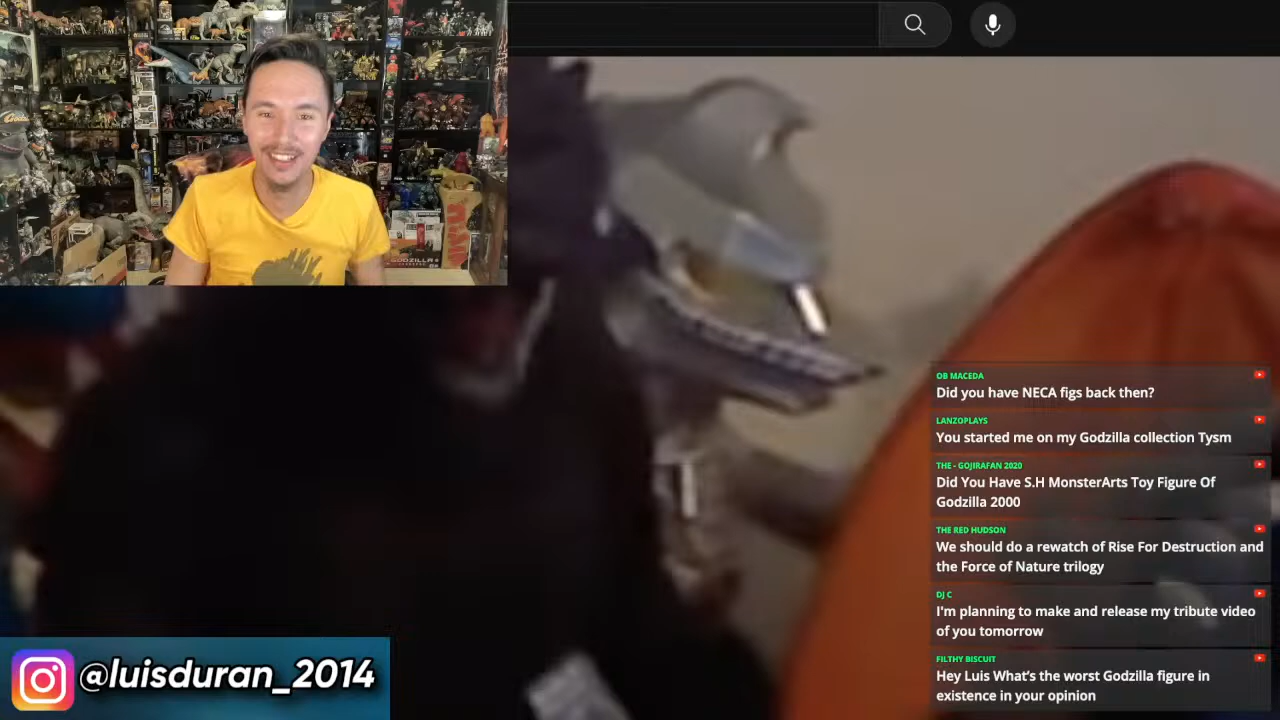 GODZILLA
OB MACEDA
Did you have NECA figs back then?
LANZOPLAYS
You started me on my Godzilla collection Tysm
THE - GOJIRAFAN 2020
Did You Have S.H MonsterArts Toy Figure Of
Godzilla 2000
THE RED HUDSON
We should do a rewatch of Rise For Destruction and
the Force of Nature trilogy
DJ C
I'm planning to make and release my tribute video
of you tomorrow
FILTHY BISCUIT
Hey Luis What's the worst Godzilla figure in
existence in your opinion
@luisduran_2014